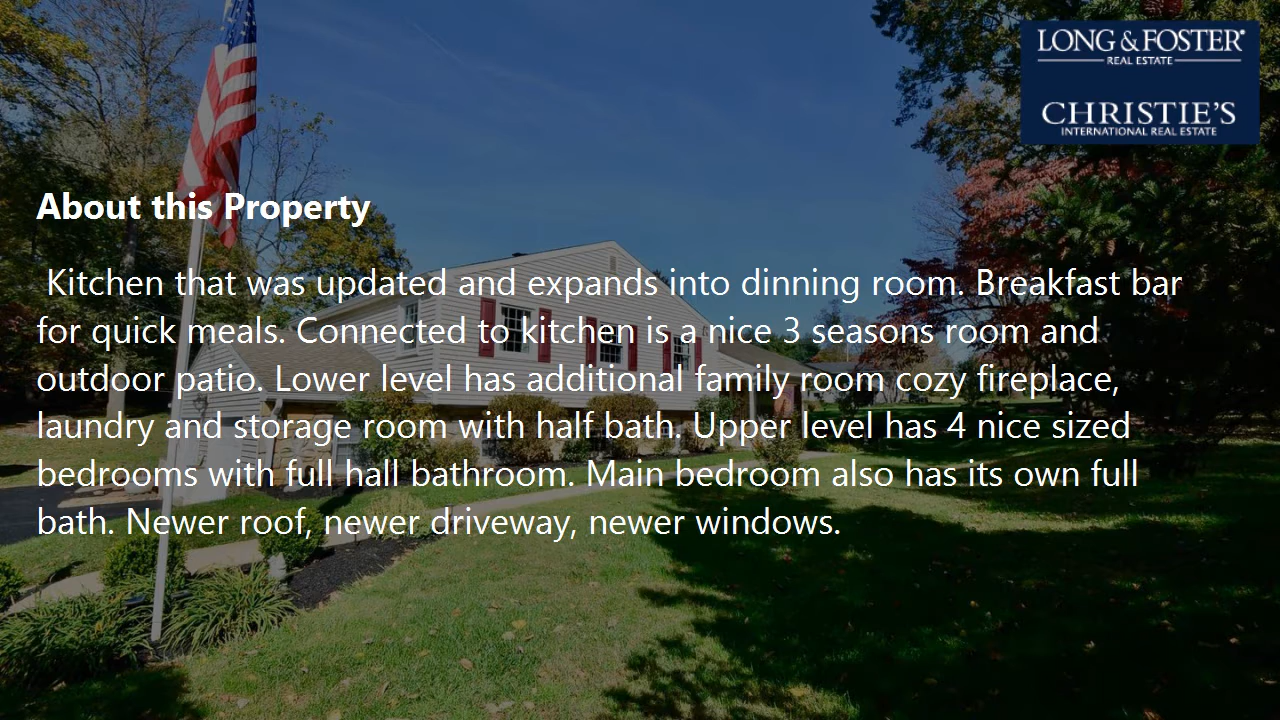 LONG & FOSTER®
REAL ESTATE
CHRISTIE'S
INTERNATIONAL REAL ESTATE
About this Property
Kitchen that was updated and expands into dinning room. Breakfast bar
for quick meals. Connected to kitchen is a nice 3 seasons room and
outdoor patio. Lower level has additional family room cozy fireplace,
laundry and storage room with half bath. Upper level has 4 nice sized
bedrooms with full hall bathroom. Main bedroom also has its own full
bath. Newer roof, newer driveway, newer windows.